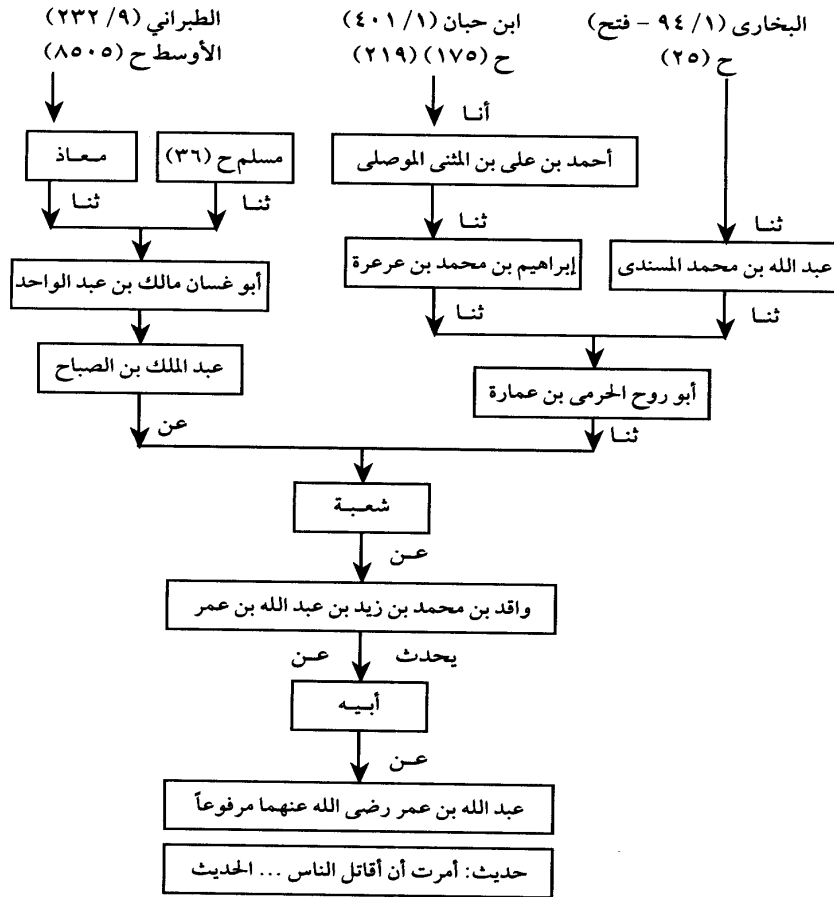 البخارى (١/ ٩٤ – فتح)
ح (٢٥)
ابن حبان (١/ ٤٠١)
ح (١٧٥) (٢١٩)
الطبراني (٩/ ٢٣٢)
الأوسط ح (٨٥٠٥)
أنـا
أحمد بن على بن المثنى الموصلى
مسلم ح (٣٦)
معـاذ
ثنـا
ثنـا
ثنـا
ثنـا
عبد الله بن محمد المسندى
إبراهيم بن محمد بن عرعرة
أبو غسان مالك بن عبد الواحد
ثنـا
ثنـا
عبد الملك بن الصباح
أبو روح الحرمى بن عمارة
ثنـا
عن
شعـبـة
عـن
واقد بن محمد بن زيد بن عبد الله بن عمر
يحدث عـن
أبـيـه
عـن
عبد الله بن عمر رضى الله عنهما مرفوعاً
حديث: أمرت أن أقاتل الناس ... الحديث